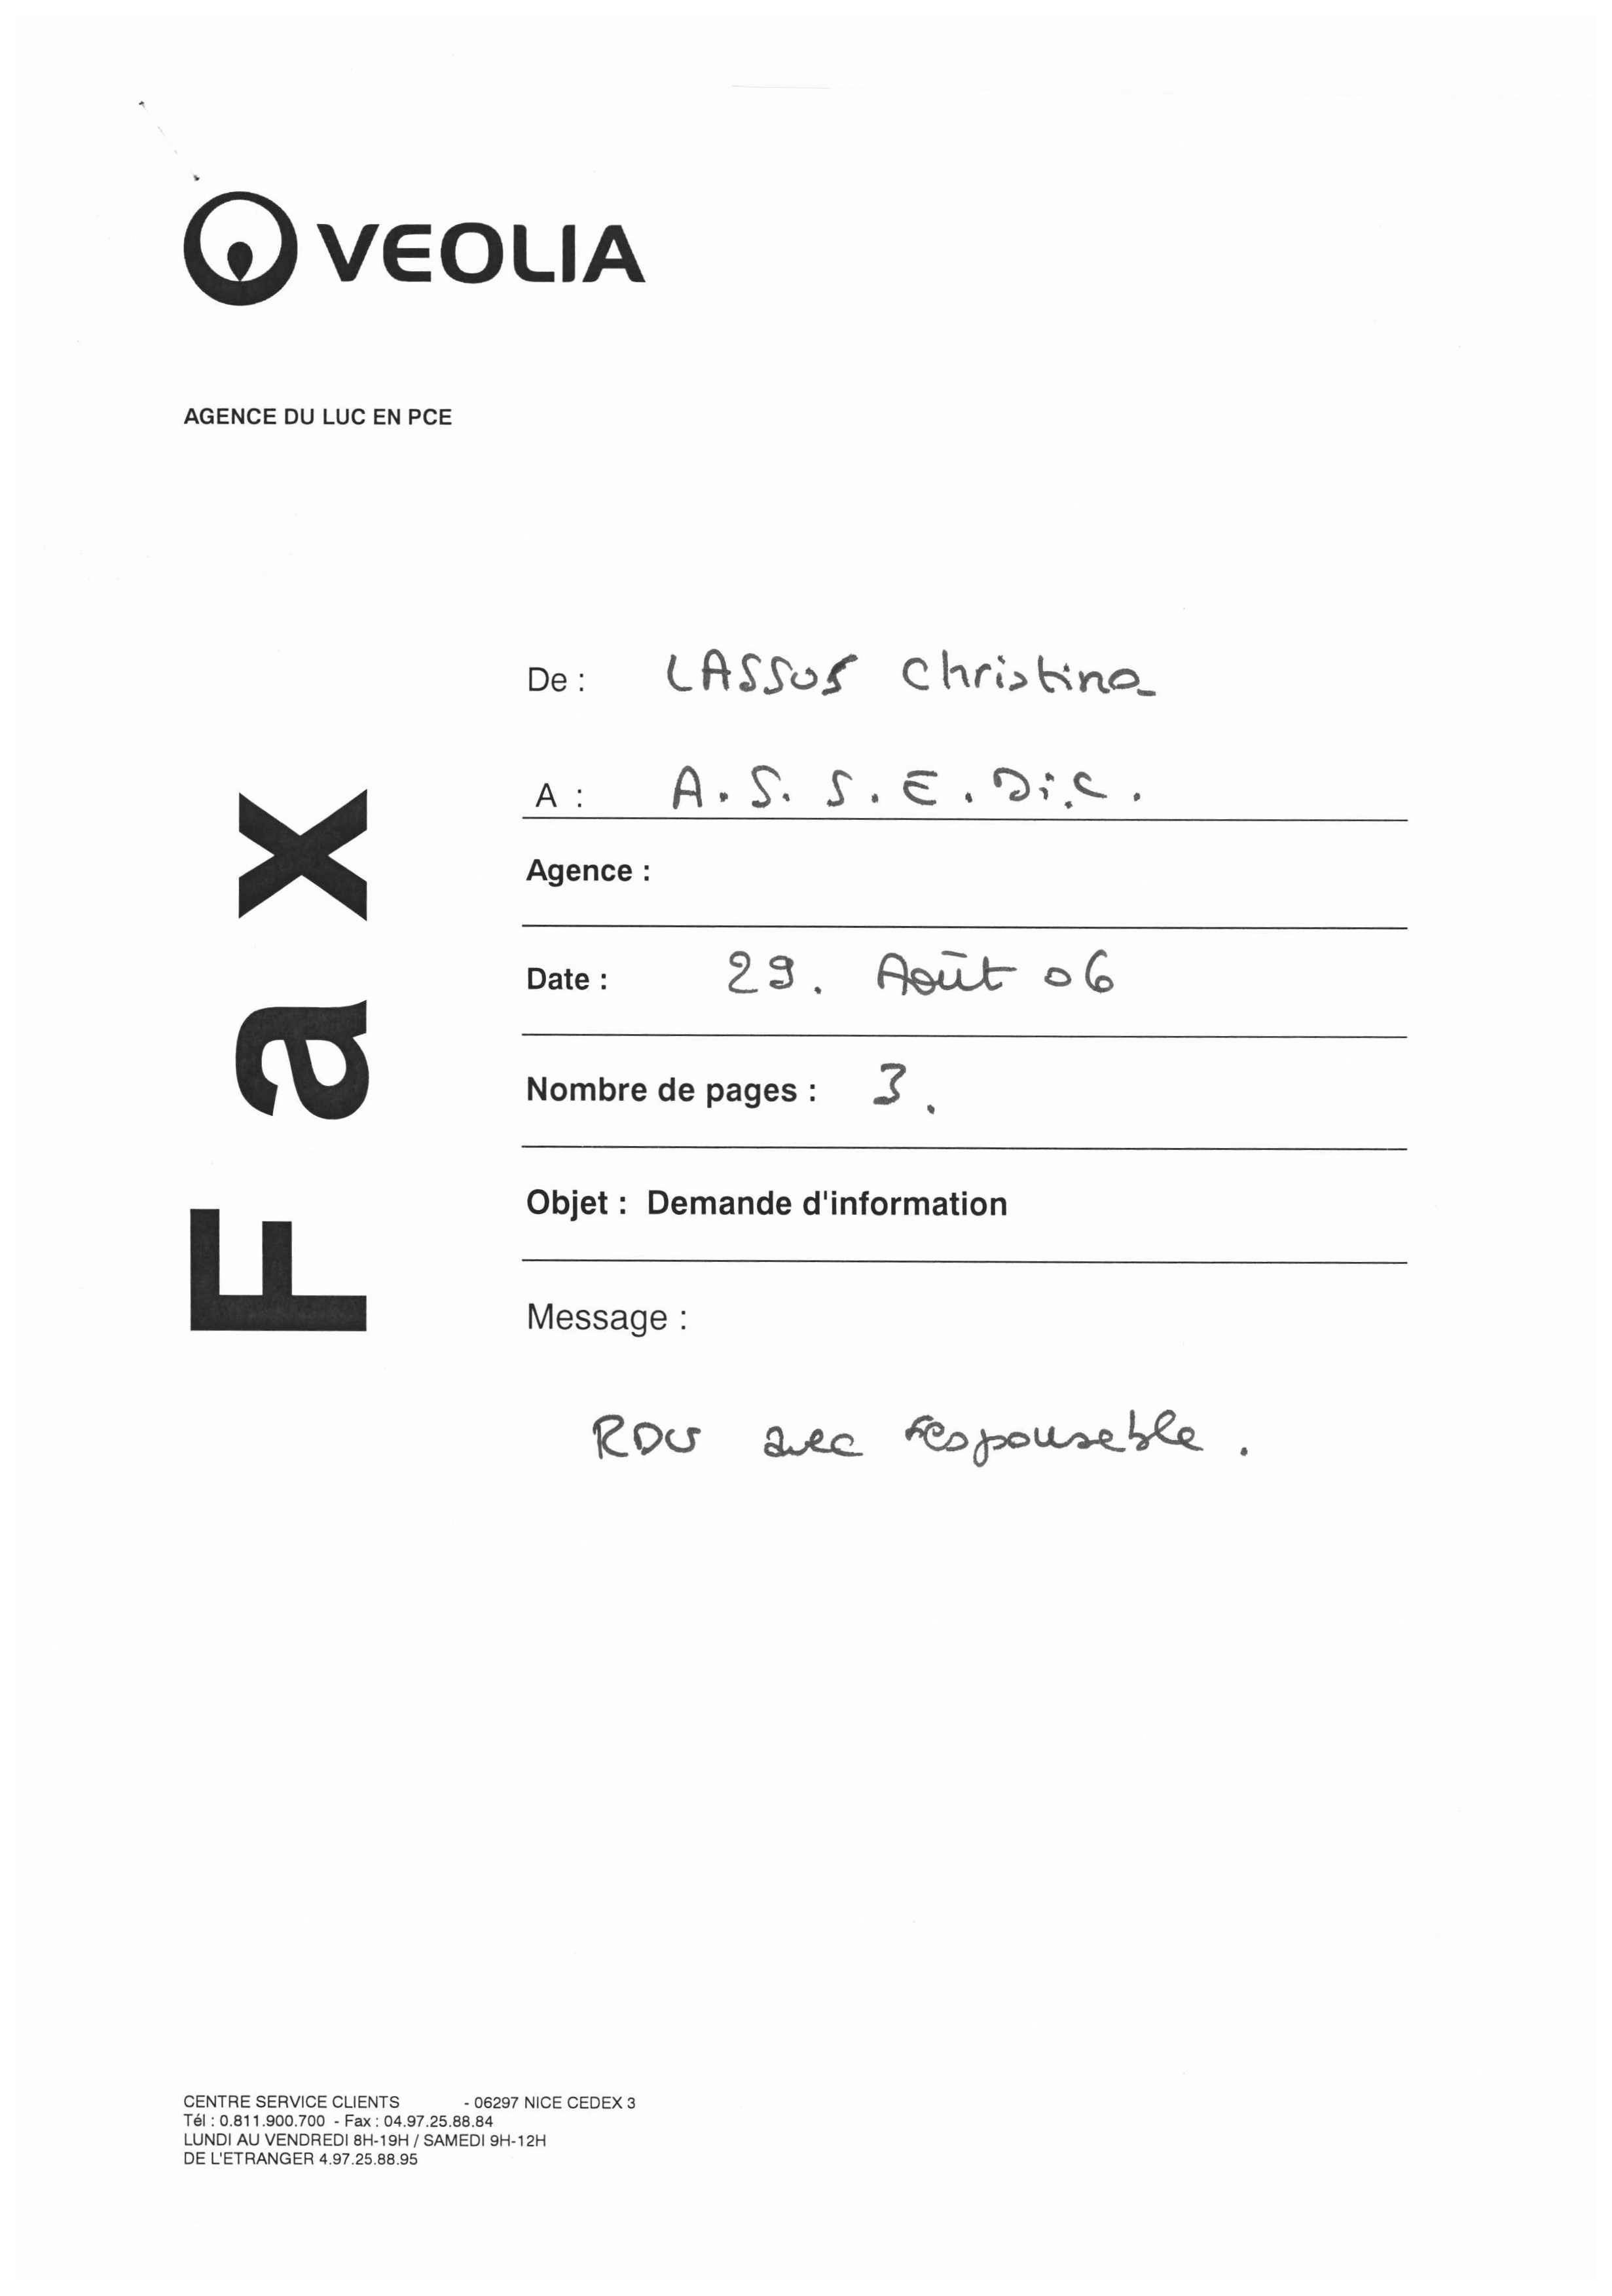 VEOLIA
AGENCE DU LUC EN PCE
Fax
De : LASSUS Christina
A : A.S.S.E.Di.C.
Agence :
Date : 29. Août 06
Nombre de pages : 3.
Objet : Demande d'information
Message :
RDV avec responsable.
CENTRE SERVICE CLIENTS - 06297 NICE CEDEX 3
Tél : 0.811.900.700 - Fax : 04.97.25.88.84
LUNDI AU VENDREDI 8H-19H / SAMEDI 9H-12H
DE L'ETRANGER 4.97.25.88.95